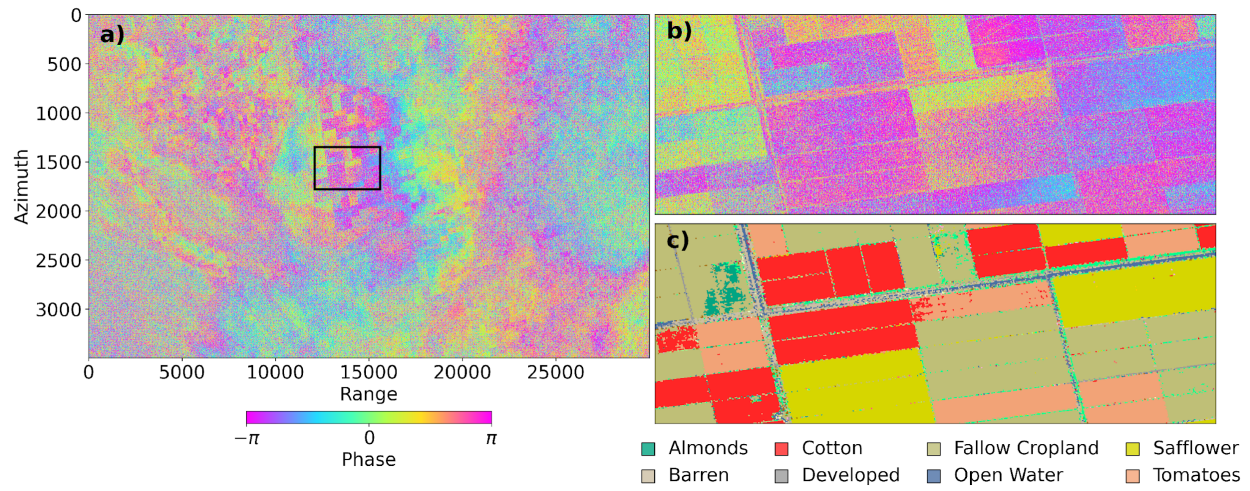 a)
0
500
1000
1500
2000
2500
3000
Azimuth
0 5000 10000 15000 20000 25000
Range
−π 0 π
Phase
b)
c)
Almonds Cotton Fallow Cropland Safflower
Barren Developed Open Water Tomatoes